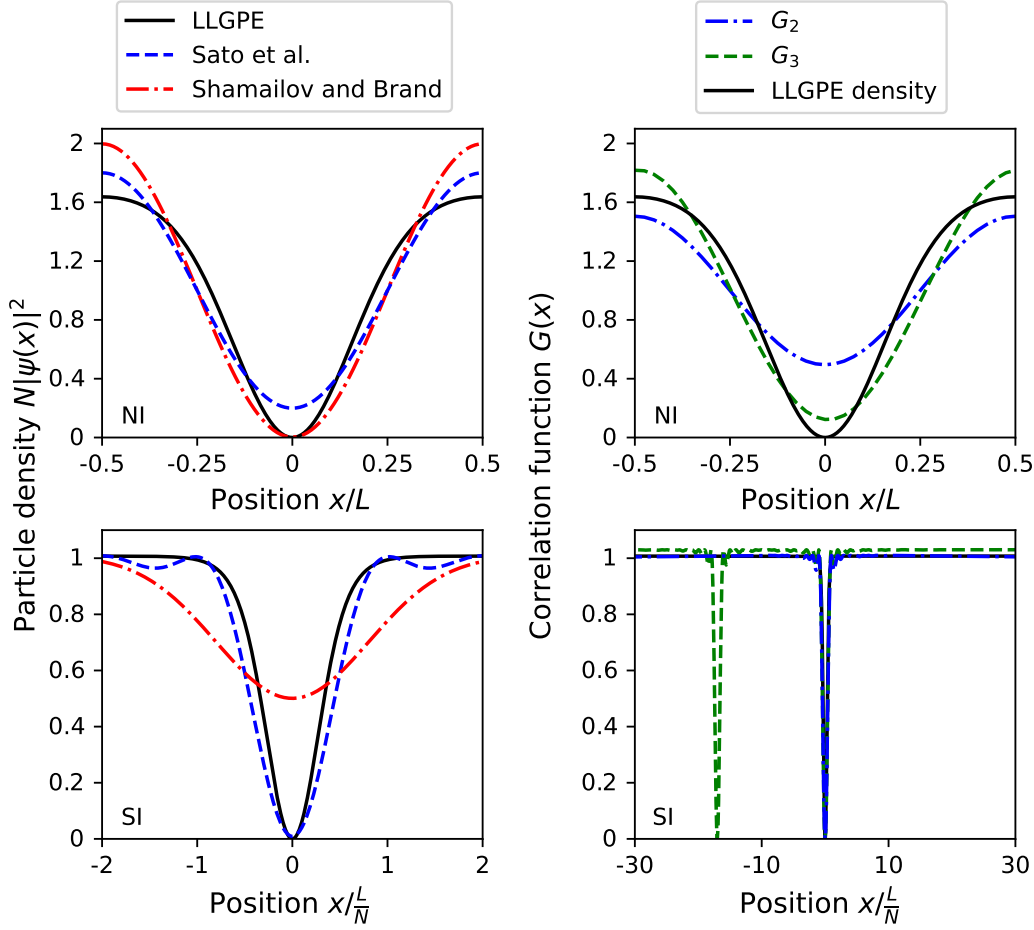 LLGPE
Sato et al.
Shamailov and Brand
G₂
G₃
LLGPE density
Particle density N|ψ(x)|²
2
1.6
1.2
0.8
0.4
0
NI
-0.5
-0.25
0
0.25
0.5
Position x/L
Correlation function G(x)
2
1.6
1.2
0.8
0.4
0
NI
-0.5
-0.25
0
0.25
0.5
Position x/L
1
0.8
0.6
0.4
0.2
0
SI
-2
-1
0
1
2
Position x/L/N
1
0.8
0.6
0.4
0.2
0
SI
-30
-10
10
30
Position x/L/N